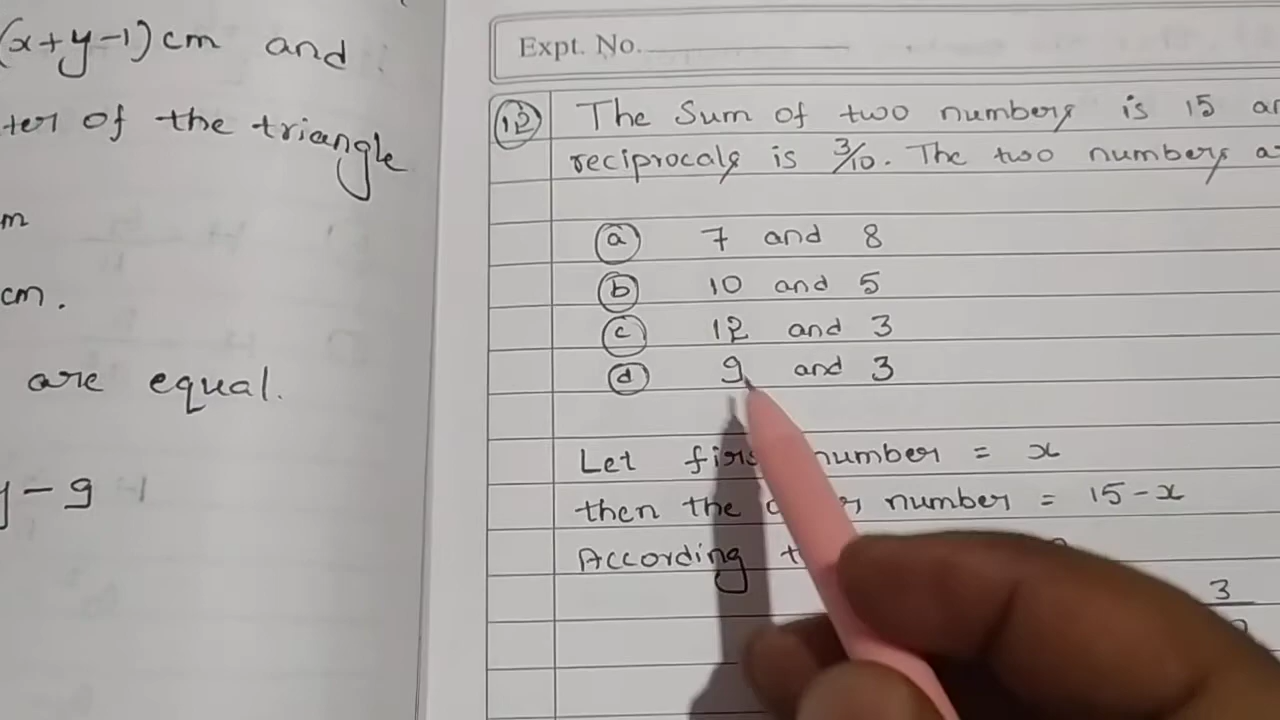 (x+y-1) cm and
ter of the triangle
m
cm.
are equal.
y - 9
Expt. No.
12 The Sum of two numbers is 15 an
reciprocals is 3/10. The two numbers a
a 7 and 8
b 10 and 5
c 12 and 3
d 9 and 3
Let first number = x
then the number = 15 - x
According
3